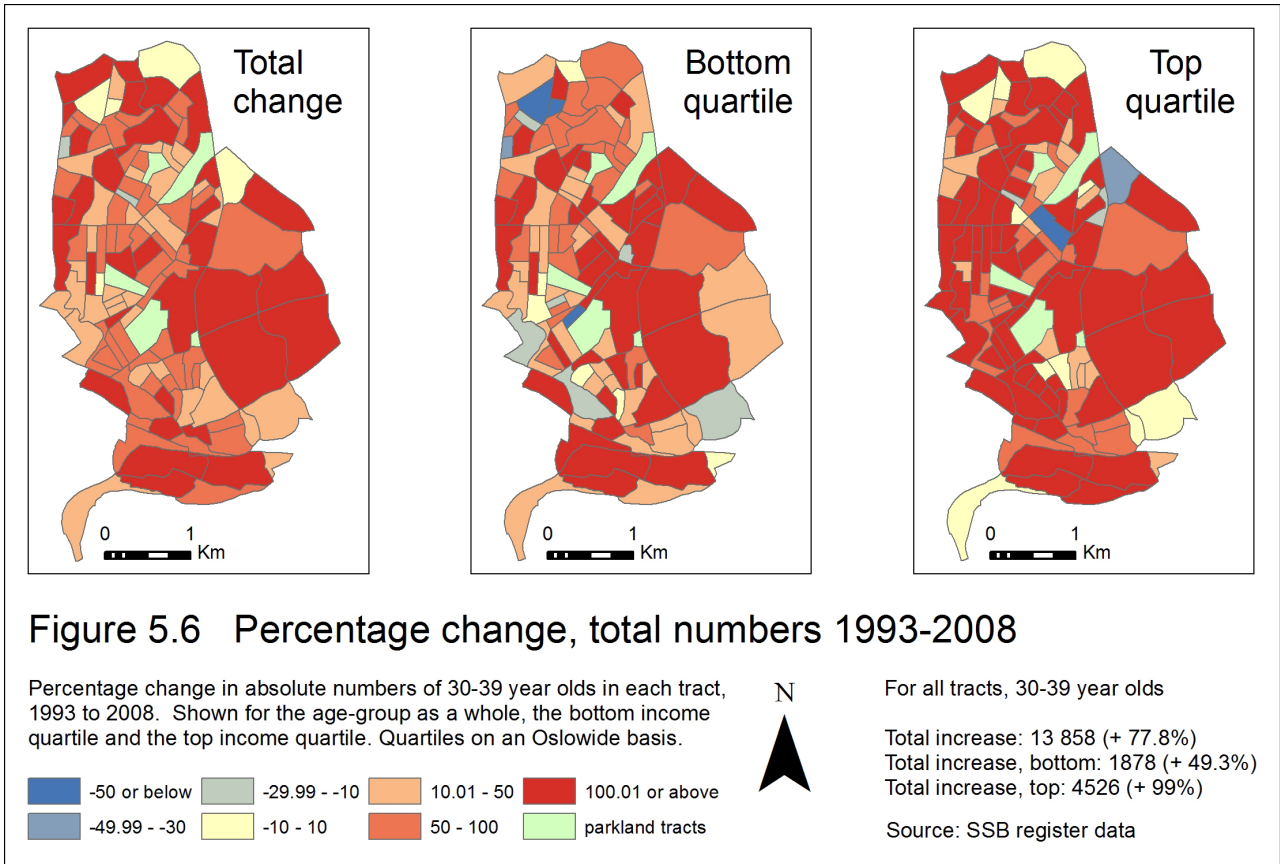 Total
change
Bottom
quartile
Top
quartile
0 1
Km
0 1
Km
0 1
Km
Figure 5.6 Percentage change, total numbers 1993-2008
Percentage change in absolute numbers of 30-39 year olds in each tract,
1993 to 2008. Shown for the age-group as a whole, the bottom income
quartile and the top income quartile. Quartiles on an Oslowide basis.
-50 or below
-29.99 - -10
10.01 - 50
100.01 or above
-49.99 - -30
-10 - 10
50 - 100
parkland tracts
N
For all tracts, 30-39 year olds
Total increase: 13 858 (+ 77.8%)
Total increase, bottom: 1878 (+ 49.3%)
Total increase, top: 4526 (+ 99%)
Source: SSB register data